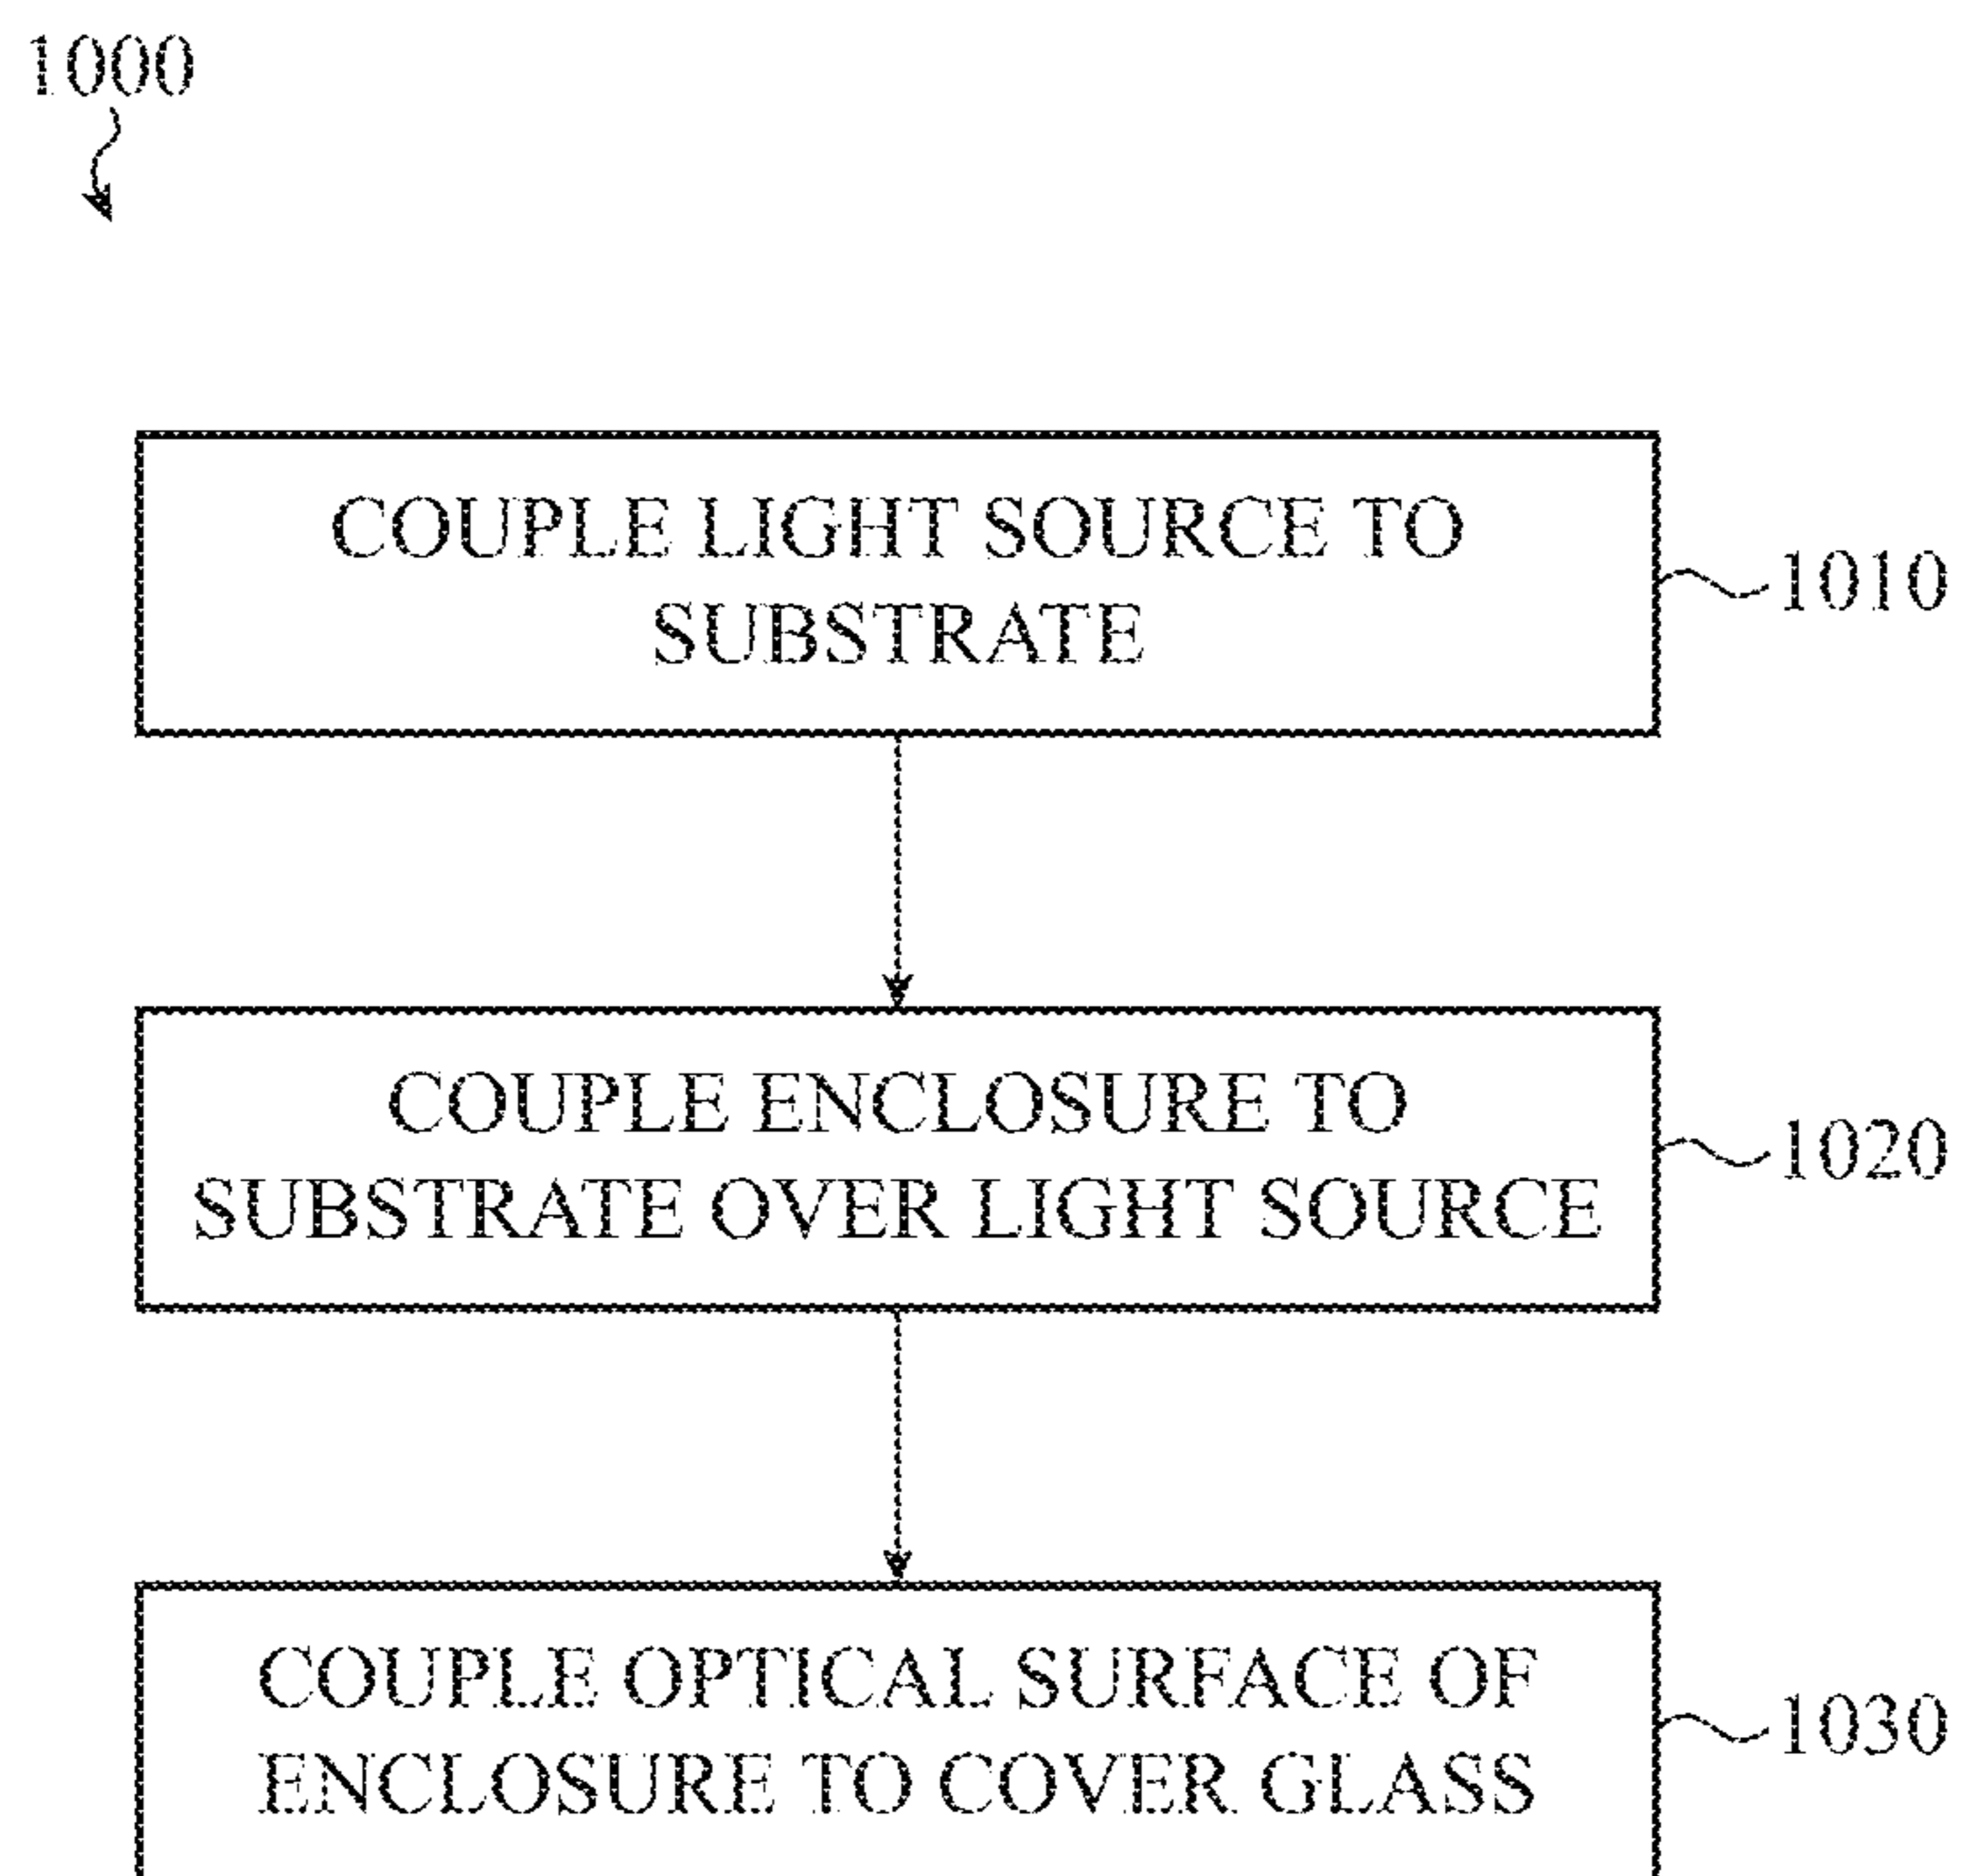 1000
COUPLE LIGHT SOURCE TO
SUBSTRATE
1010
COUPLE ENCLOSURE TO
SUBSTRATE OVER LIGHT SOURCE
1020
COUPLE OPTICAL SURFACE OF
ENCLOSURE TO COVER GLASS
1030